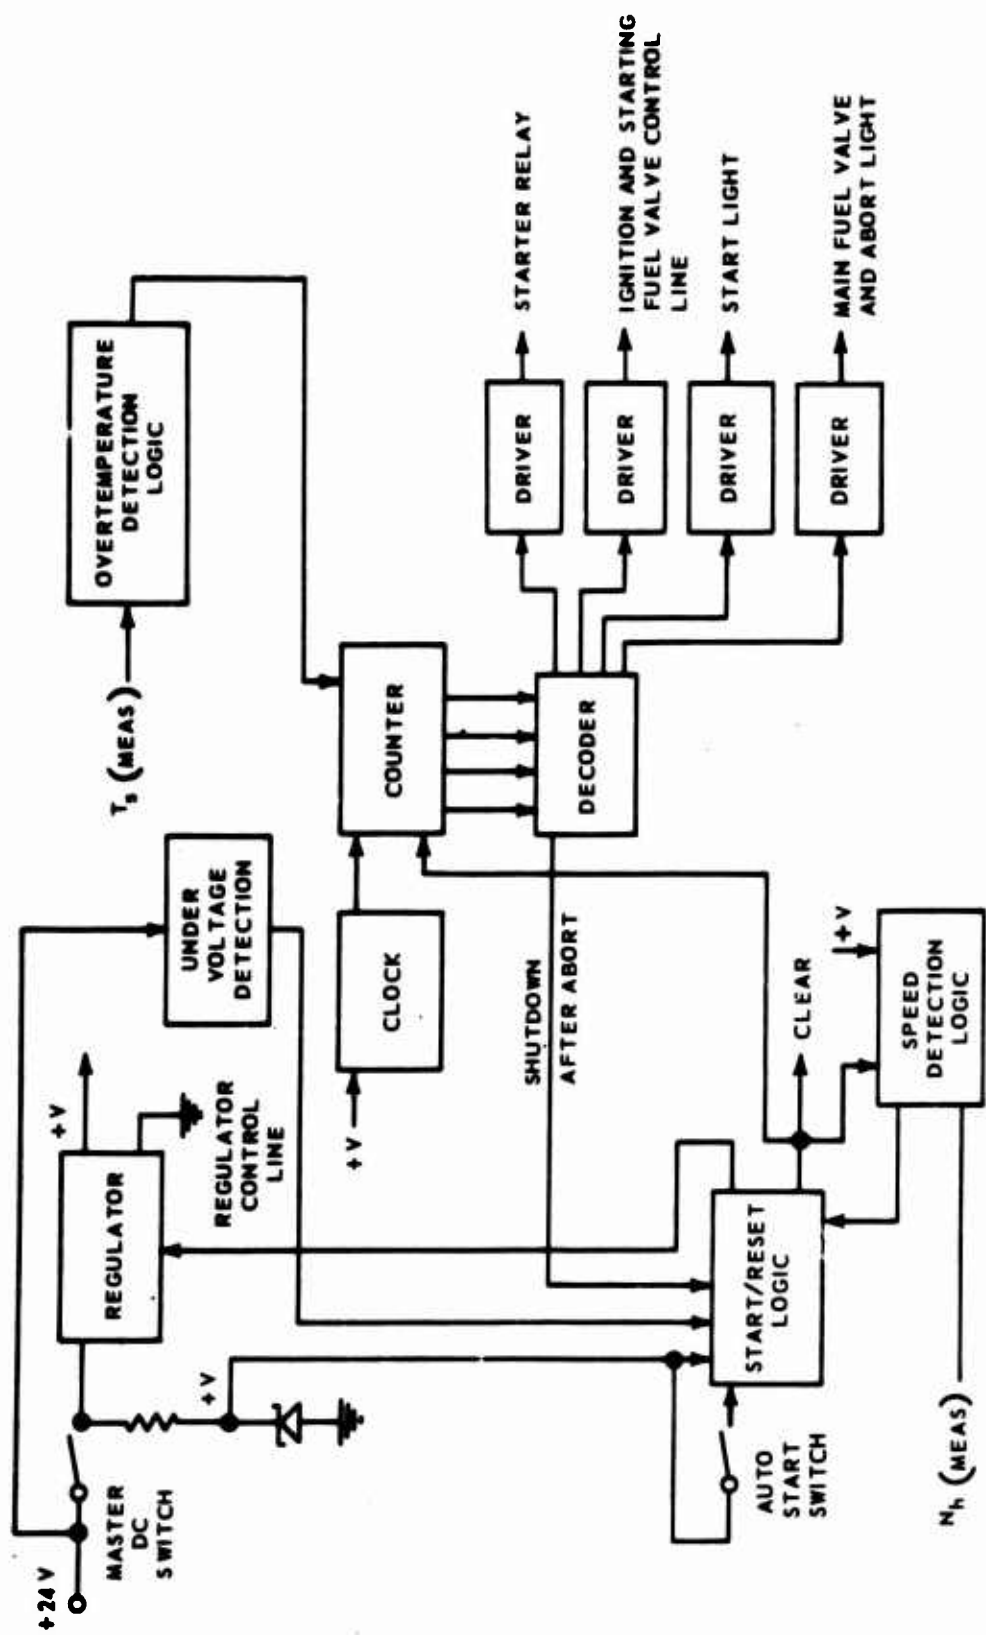 +24 V
MASTER
DC
SWITCH
+V
REGULATOR
+V
REGULATOR
CONTROL
LINE
UNDER
VOLTAGE
DETECTION
Ts (MEAS)
OVERTEMPERATURE
DETECTION
LOGIC
+V
CLOCK
COUNTER
SHUTDOWN
AFTER ABORT
DECODER
DRIVER
STARTER RELAY
DRIVER
IGNITION AND STARTING
FUEL VALVE CONTROL
LINE
DRIVER
START LIGHT
DRIVER
MAIN FUEL VALVE
AND ABORT LIGHT
AUTO
START
SWITCH
START/RESET
LOGIC
CLEAR
+V
SPEED
DETECTION
LOGIC
Nh (MEAS)